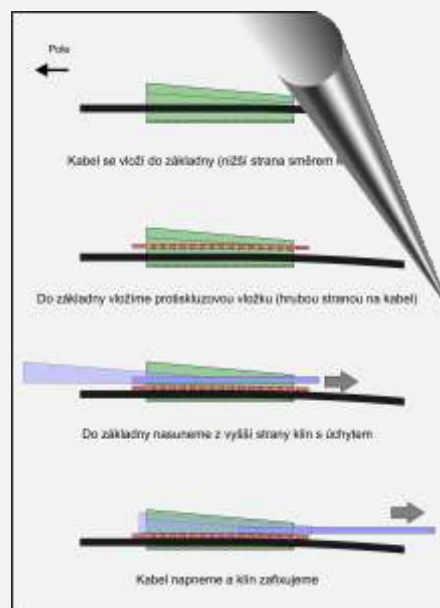 Pole
Kabel se vloží do základny (nižší strana směrem
Do základny vložíme protiskluzovou vložku (hrubou stranou na kabel)
Do základny nasuneme z vyšší strany klín s úchytem
Kabel napneme a klín zafixujeme